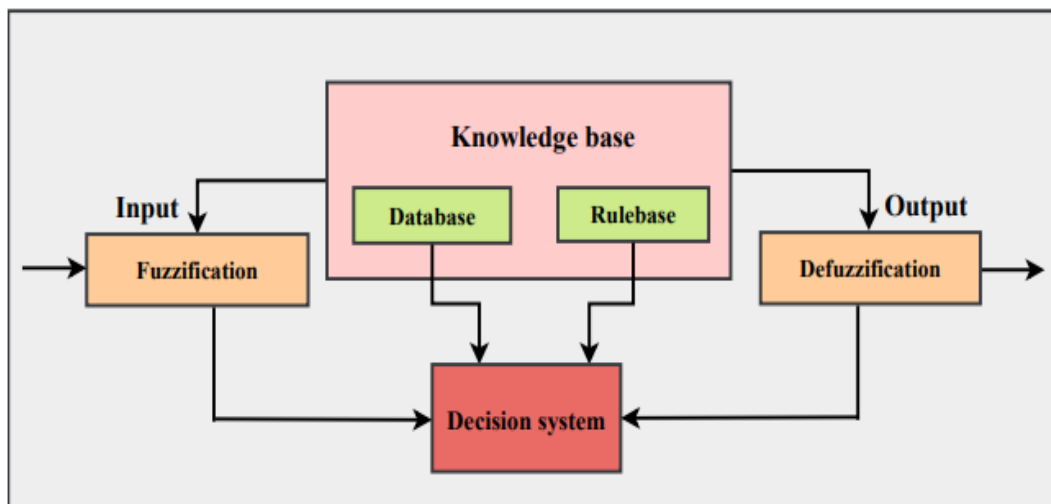 Knowledge base
Input
Database
Rulebase
Output
Fuzzification
Defuzzification
Decision system